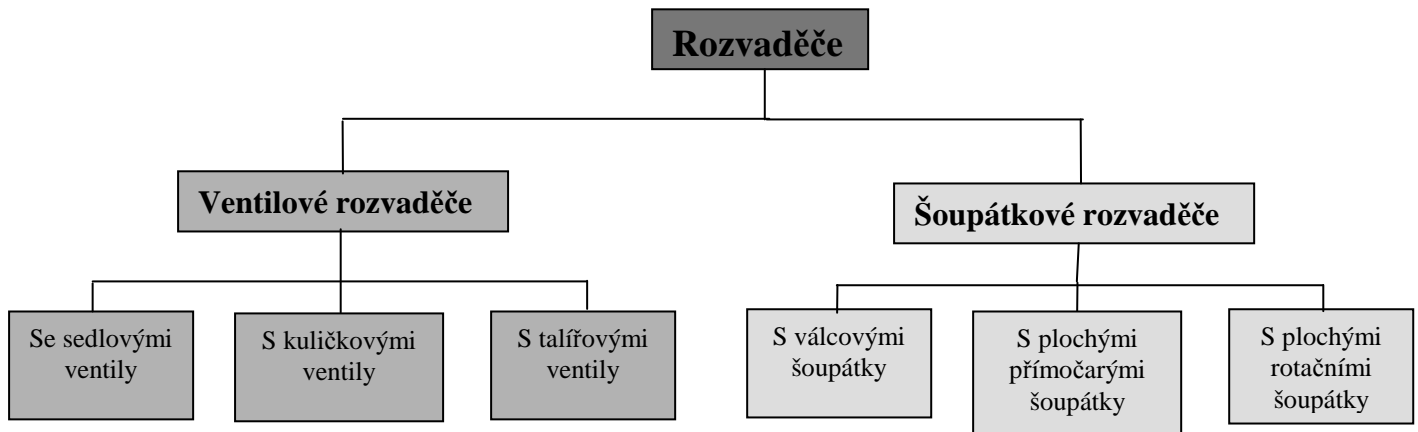 Rozvaděče
Ventilové rozvaděče
Šoupátkové rozvaděče
Se sedlovými
ventily
S kuličkovými
ventily
S talířovými
ventily
S válcovými
šoupátky
S plochými
přímočarými
šoupátky
S plochými
rotačními
šoupátky